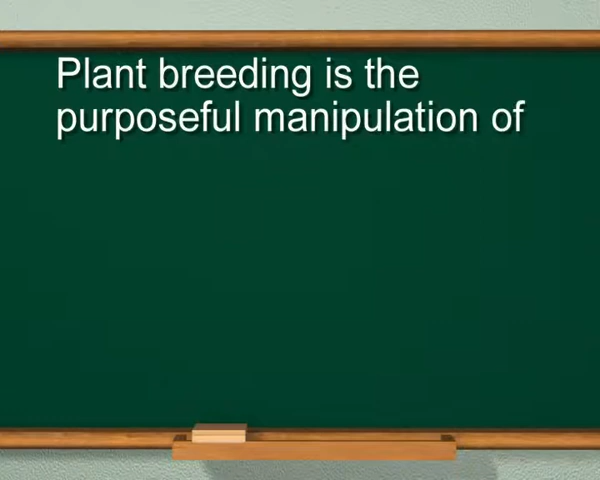 Plant breeding is the
purposeful manipulation of